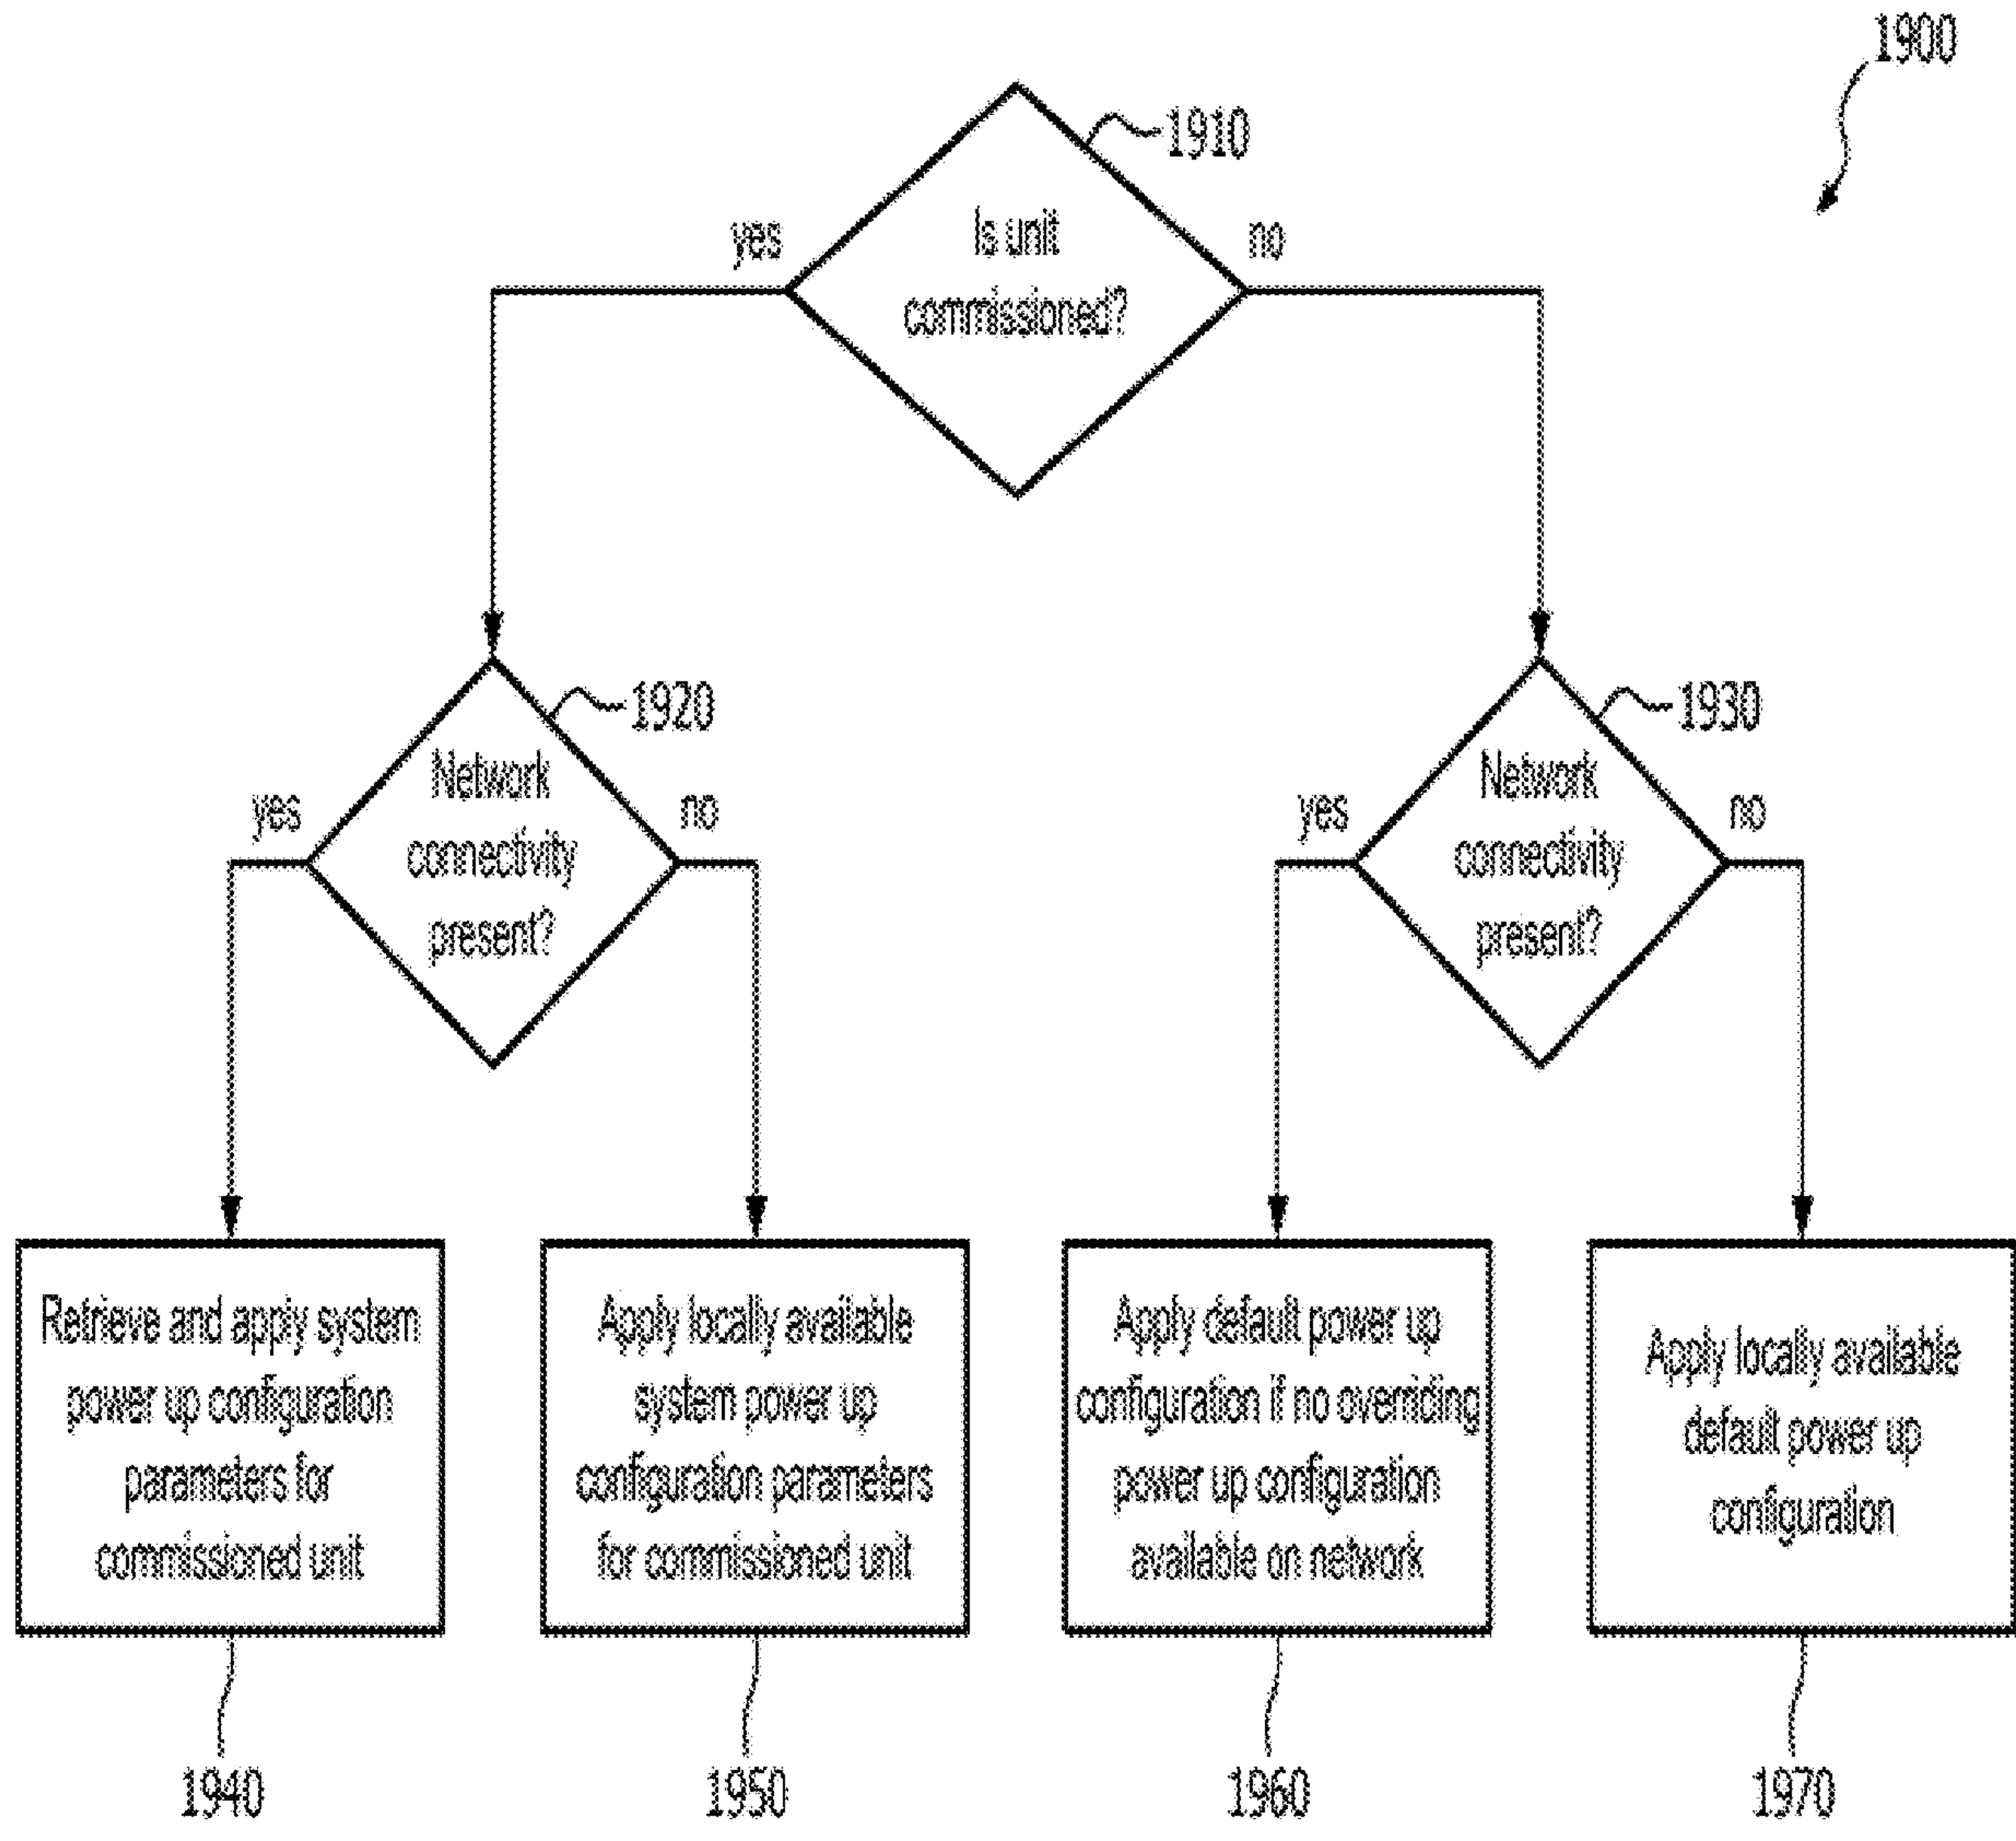 1900
1910
yes
Is unit
commissioned?
no
1920
yes
Network
connectivity
present?
no
1930
yes
Network
connectivity
present?
no
Retrieve and apply system
power up configuration
parameters for
commissioned unit
Apply locally available
system power up
configuration parameters
for commissioned unit
Apply default power up
configuration if no overriding
power up configuration
available on network
Apply locally available
default power up
configuration
1940
1950
1960
1970